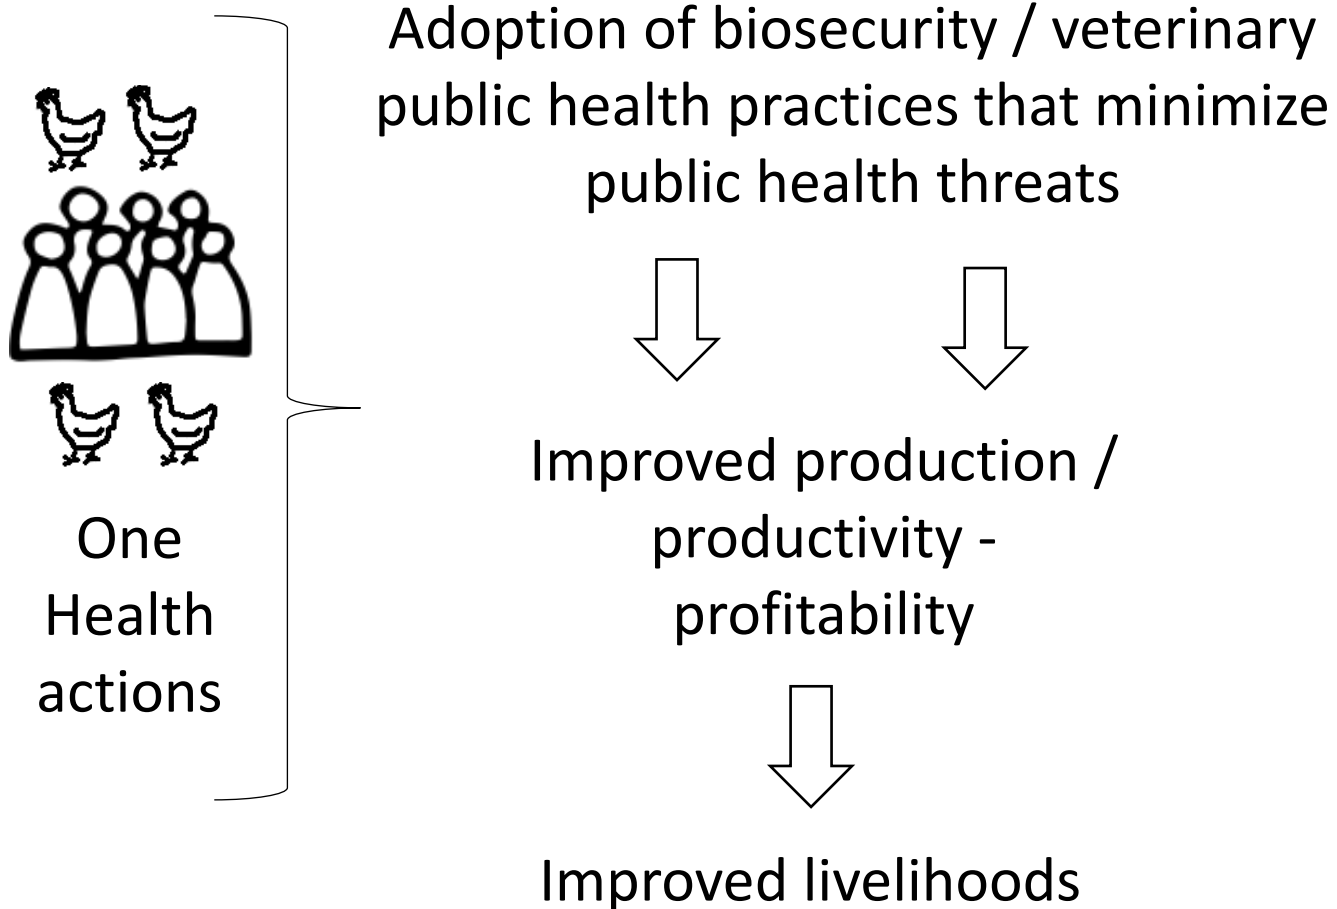 Adoption of biosecurity / veterinary
public health practices that minimize
public health threats
Improved production /
productivity -
profitability
One
Health
actions
Improved livelihoods